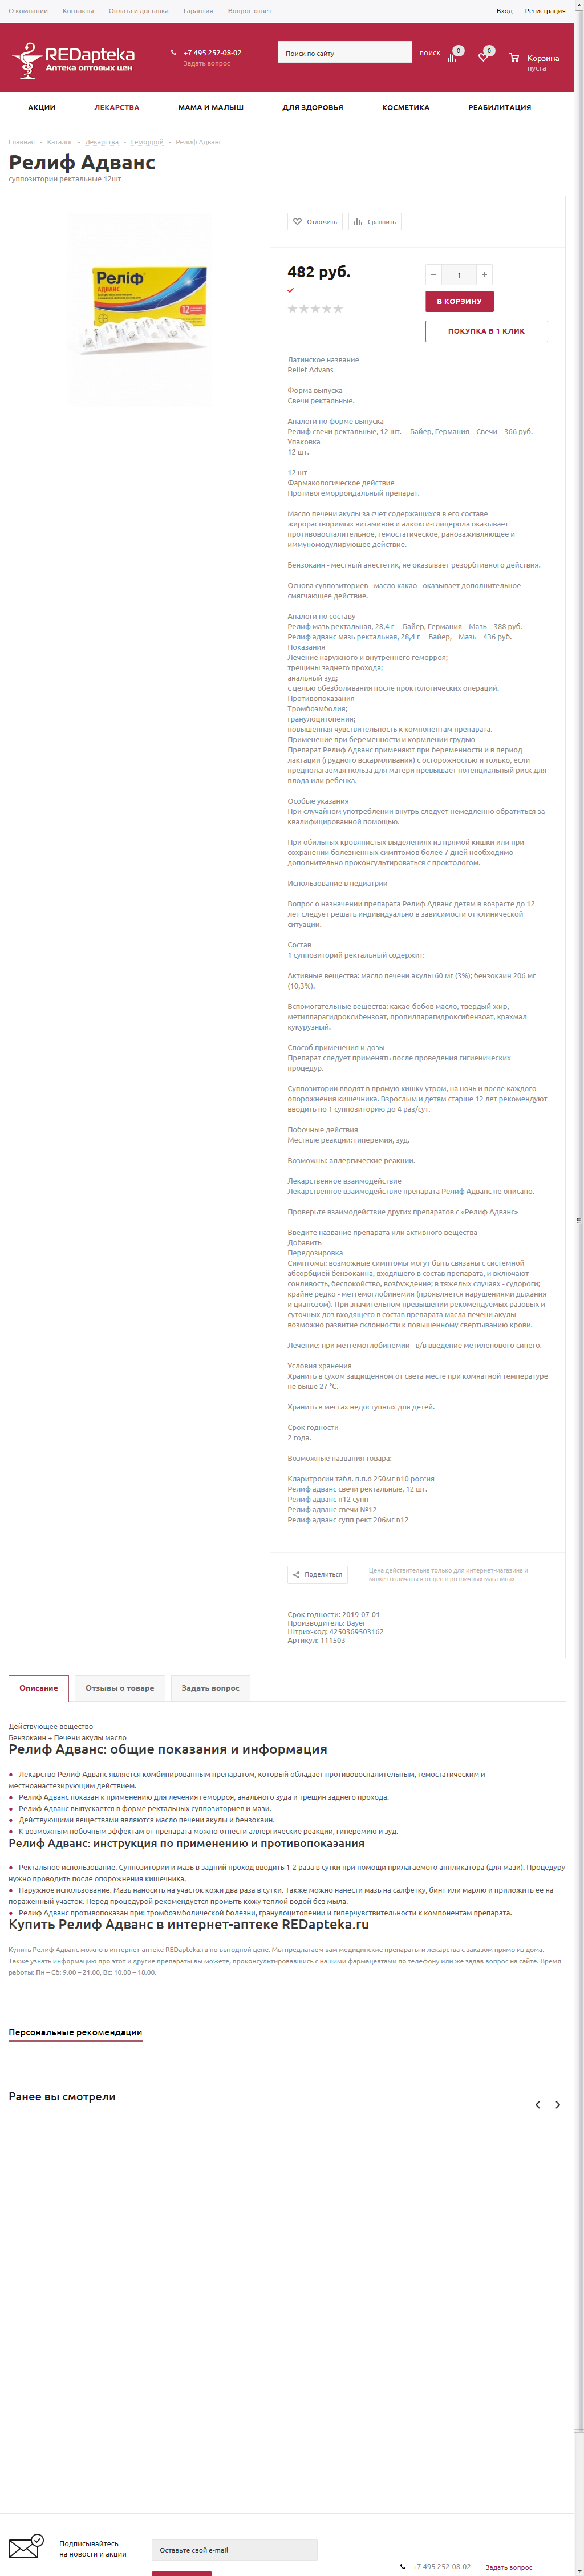 О компании Контакты Оплата и доставка Гарантия Вопрос-ответ Вход Регистрация
REDapteka
Аптека оптовых цен
+7 495 252-08-02
Задать вопрос
Поиск по сайту
поиск
0
0
Корзина
пуста
АКЦИИ ЛЕКАРСТВА МАМА И МАЛЫШ ДЛЯ ЗДОРОВЬЯ КОСМЕТИКА РЕАБИЛИТАЦИЯ
Главная - Каталог - Лекарства - Геморрой - Релиф Адванс
Релиф Адванс
суппозитории ректальные 12шт
Реліф
АДВАНС
12
Отложить Сравнить
482 руб.
− 1 +
В КОРЗИНУ
ПОКУПКА В 1 КЛИК
Латинское название
Relief Advans
Форма выпуска
Свечи ректальные.
Аналоги по форме выпуска
Релиф свечи ректальные, 12 шт. Байер, Германия Свечи 366 руб.
Упаковка
12 шт.
12 шт
Фармакологическое действие
Противогеморроидальный препарат.
Масло печени акулы за счет содержащихся в его составе
жирорастворимых витаминов и алкокси-глицерола оказывает
противовоспалительное, гемостатическое, ранозаживляющее и
иммуномодулирующее действие.
Бензокаин - местный анестетик, не оказывает резорбтивного действия.
Основа суппозиториев - масло какао - оказывает дополнительное
смягчающее действие.
Аналоги по составу
Релиф мазь ректальная, 28,4 г Байер, Германия Мазь 388 руб.
Релиф адванс мазь ректальная, 28,4 г Байер, Мазь 436 руб.
Показания
Лечение наружного и внутреннего геморроя;
трещины заднего прохода;
анальный зуд;
с целью обезболивания после проктологических операций.
Противопоказания
Тромбоэмболия;
гранулоцитопения;
повышенная чувствительность к компонентам препарата.
Применение при беременности и кормлении грудью
Препарат Релиф Адванс применяют при беременности и в период
лактации (грудного вскармливания) с осторожностью и только, если
предполагаемая польза для матери превышает потенциальный риск для
плода или ребенка.
Особые указания
При случайном употреблении внутрь следует немедленно обратиться за
квалифицированной помощью.
При обильных кровянистых выделениях из прямой кишки или при
сохранении болезненных симптомов более 7 дней необходимо
дополнительно проконсультироваться с проктологом.
Использование в педиатрии
Вопрос о назначении препарата Релиф Адванс детям в возрасте до 12
лет следует решать индивидуально в зависимости от клинической
ситуации.
Состав
1 суппозиторий ректальный содержит:
Активные вещества: масло печени акулы 60 мг (3%); бензокаин 206 мг
(10,3%).
Вспомогательные вещества: какао-бобов масло, твердый жир,
метилпарагидроксибензоат, пропилпарагидроксибензоат, крахмал
кукурузный.
Способ применения и дозы
Препарат следует применять после проведения гигиенических
процедур.
Суппозитории вводят в прямую кишку утром, на ночь и после каждого
опорожнения кишечника. Взрослым и детям старше 12 лет рекомендуют
вводить по 1 суппозиторию до 4 раз/сут.
Побочные действия
Местные реакции: гиперемия, зуд.
Возможны: аллергические реакции.
Лекарственное взаимодействие
Лекарственное взаимодействие препарата Релиф Адванс не описано.
Проверьте взаимодействие других препаратов с «Релиф Адванс»
Введите название препарата или активного вещества
Добавить
Передозировка
Симптомы: возможные симптомы могут быть связаны с системной
абсорбцией бензокаина, входящего в состав препарата, и включают
сонливость, беспокойство, возбуждение; в тяжелых случаях - судороги;
крайне редко - метгемоглобинемия (проявляется нарушениями дыхания
и цианозом). При значительном превышении рекомендуемых разовых и
суточных доз входящего в состав препарата масла печени акулы
возможно развитие склонности к повышенному свертыванию крови.
Лечение: при метгемоглобинемии - в/в введение метиленового синего.
Условия хранения
Хранить в сухом защищенном от света месте при комнатной температуре
не выше 27 °C.
Хранить в местах недоступных для детей.
Срок годности
2 года.
Возможные названия товара:
Кларитросин табл. п.п.о 250мг n10 россия
Релиф адванс свечи ректальные, 12 шт.
Релиф адванс n12 супп
Релиф адванс свечи №12
Релиф адванс супп рект 206мг n12
Поделиться
Цена действительна только для интернет-магазина и
может отличаться от цен в розничных магазинах
Срок годности: 2019-07-01
Производитель: Bayer
Штрих-код: 4250369503162
Артикул: 111503
Описание Отзывы о товаре Задать вопрос
Действующее вещество
Бензокаин + Печени акулы масло
Релиф Адванс: общие показания и информация
Лекарство Релиф Адванс является комбинированным препаратом, который обладает противовоспалительным, гемостатическим и
местноанастезирующим действием.
Релиф Адванс показан к применению для лечения геморроя, анального зуда и трещин заднего прохода.
Релиф Адванс выпускается в форме ректальных суппозиториев и мази.
Действующими веществами являются масло печени акулы и бензокаин.
К возможным побочным эффектам от препарата можно отнести аллергические реакции, гиперемию и зуд.
Релиф Адванс: инструкция по применению и противопоказания
Ректальное использование. Суппозитории и мазь в задний проход вводить 1-2 раза в сутки при помощи прилагаемого аппликатора (для мази). Процедуру
нужно проводить после опорожнения кишечника.
Наружное использование. Мазь наносить на участок кожи два раза в сутки. Также можно нанести мазь на салфетку, бинт или марлю и приложить ее на
пораженный участок. Перед процедурой рекомендуется промыть кожу теплой водой без мыла.
Релиф Адванс противопоказан при: тромбоэмболической болезни, гранулоцитопении и гиперчувствительности к компонентам препарата.
Купить Релиф Адванс в интернет-аптеке REDapteka.ru
Купить Релиф Адванс можно в интернет-аптеке REDapteka.ru по выгодной цене. Мы предлагаем вам медицинские препараты и лекарства с заказом прямо из дома.
Также узнать информацию про этот и другие препараты вы можете, проконсультировавшись с нашими фармацевтами по телефону или же задав вопрос на сайте. Время
работы: Пн – Сб: 9.00 – 21.00, Вс: 10.00 – 18.00.
Персональные рекомендации
Ранее вы смотрели
Подписывайтесь
на новости и акции
Оставьте свой e-mail
+7 495 252-08-02 Задать вопрос